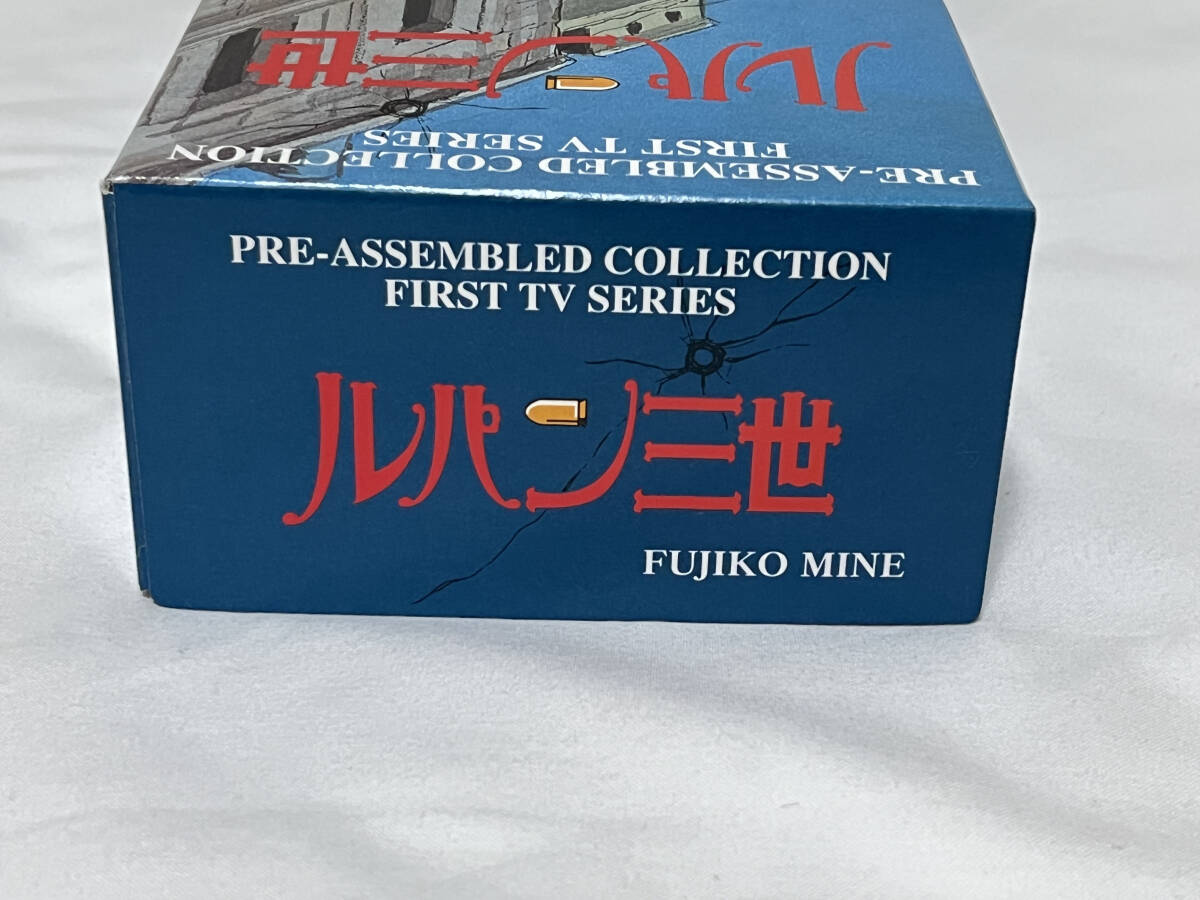 ルパン三世
FIRST TV SERIES
PRE-ASSEMBLED COLLECTION
PRE-ASSEMBLED COLLECTION
FIRST TV SERIES
ルパン三世
FUJIKO MINE